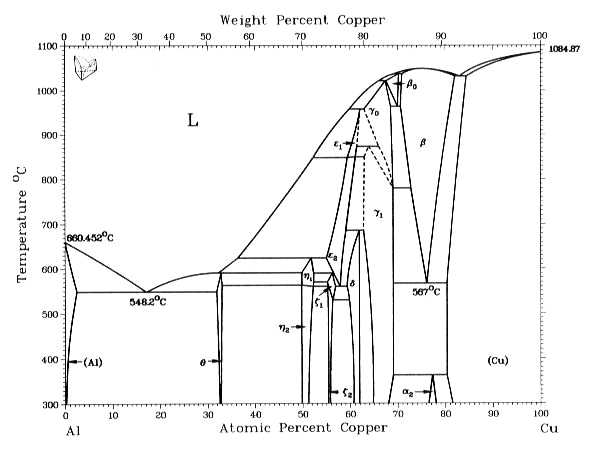 Weight Percent Copper
0 10 20 30 40 50 60 70 80 90 100
1084.87
1100
1000
900
800
700
600
500
400
300
Temperature °C
L
β₀
γ₀
ε₁
β
γ₁
660.452°C
ε₂
η₁
δ
ζ₁
548.2°C
567°C
η₂
(Al)
θ
(Cu)
ζ₂
α₂
0 10 20 30 40 50 60 70 80 90 100
Al
Atomic Percent Copper
Cu